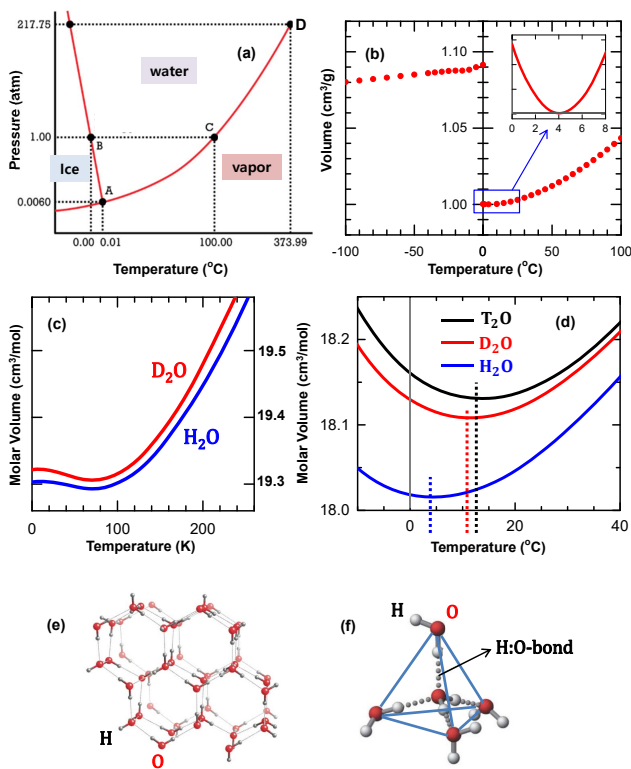 217.75
(a)
D
water
Pressure (atm)
1.00
B
C
Ice
vapor
A
0.0060
0.00 0.01
100.00
373.99
Temperature (°C)
(b)
Volume (cm³/g)
1.10
1.05
1.00
0 4 8
-100 -50 0 50 100
Temperature (°C)
(c)
Molar Volume (cm³/mol)
D₂O
H₂O
19.5
19.4
19.3
0 100 200
Temperature (K)
(d)
Molar Volume (cm³/mol)
T₂O
D₂O
H₂O
18.2
18.1
18.0
0 20 40
Temperature (°C)
(e)
H
O
(f)
H
O
H:O-bond